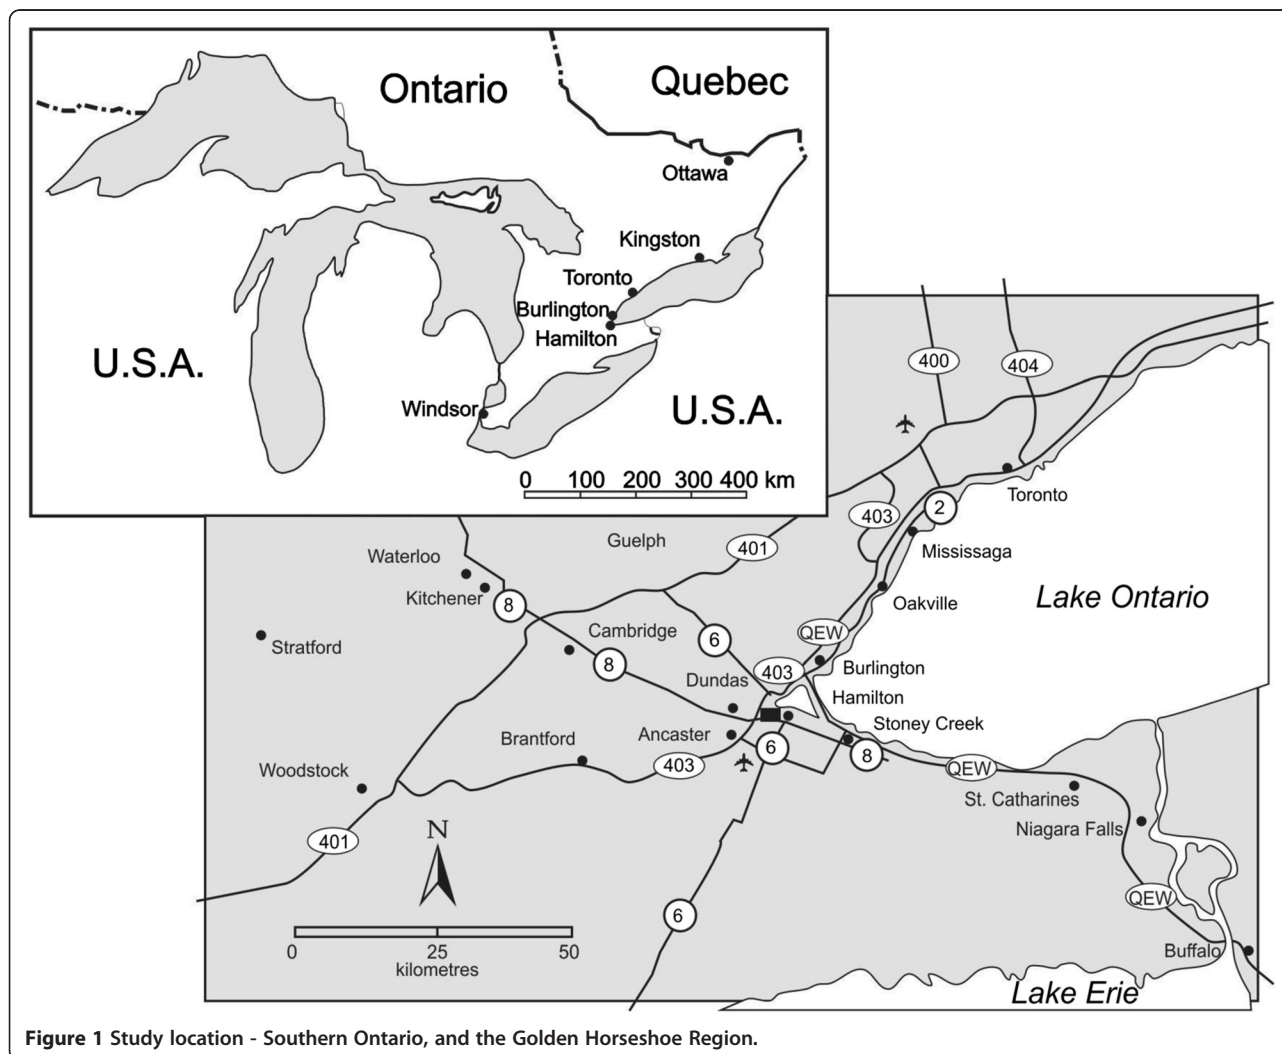 Ontario
Quebec
Ottawa
Kingston
Toronto
Burlington
Hamilton
U.S.A.
Windsor
U.S.A.
0 100 200 300 400 km
400
404
Toronto
403
2
Mississaga
Guelph
401
Waterloo
Kitchener
8
Oakville
Lake Ontario
Stratford
Cambridge
6
QEW
8
403
Burlington
Dundas
Hamilton
Stoney Creek
Ancaster
Brantford
6
8
403
QEW
Woodstock
St. Catharines
Niagara Falls
401
N
QEW
6
0 25 50
kilometres
Buffalo
Lake Erie
Figure 1 Study location - Southern Ontario, and the Golden Horseshoe Region.